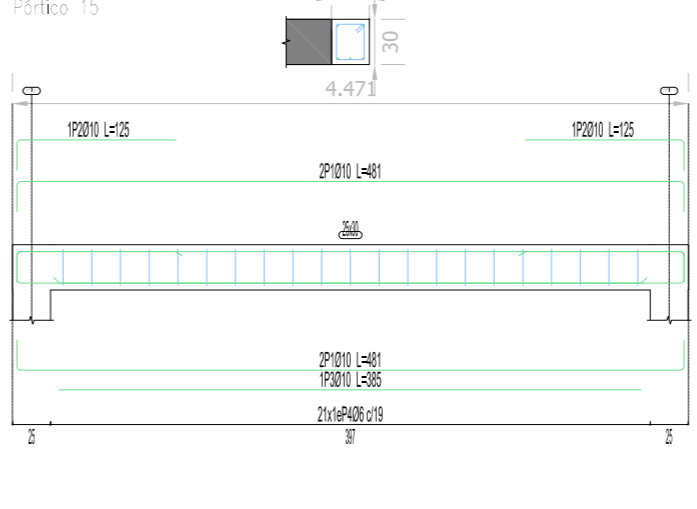 Pórtico 15
30
4.471
1P2Ø10 L=125
1P2Ø10 L=125
2P1Ø10 L=481
25x30
2P1Ø10 L=481
1P3Ø10 L=385
21x1eP4Ø6 c/19
25
397
25